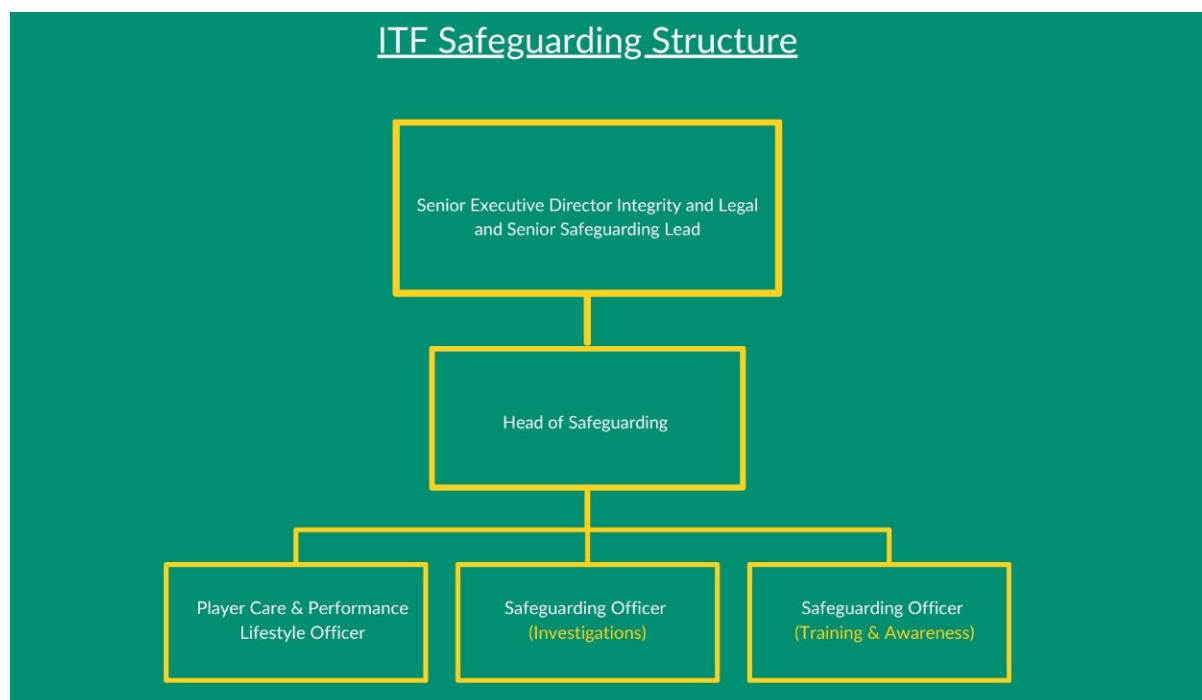 ITF Safeguarding Structure
Senior Executive Director Integrity and Legal
and Senior Safeguarding Lead
Head of Safeguarding
Player Care & Performance
Lifestyle Officer
Safeguarding Officer
(Investigations)
Safeguarding Officer
(Training & Awareness)